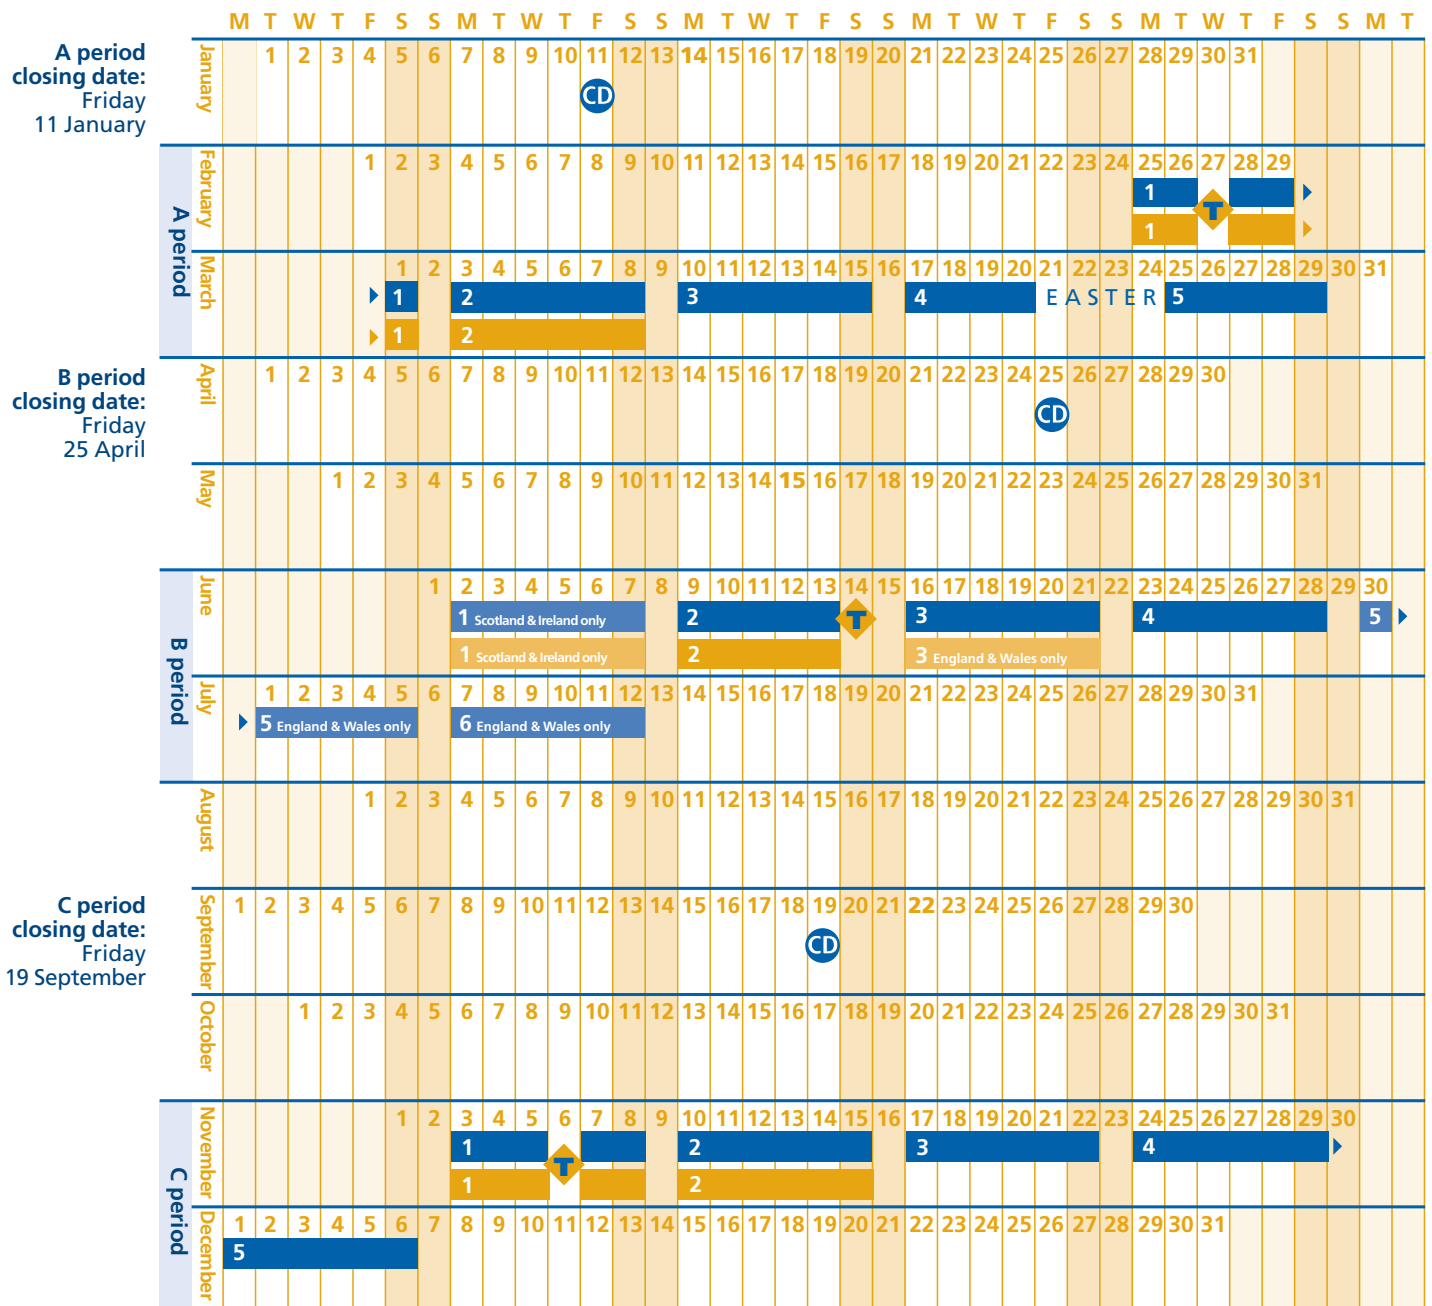 M T W T F S S M T W T F S S M T W T F S S M T W T F S S M T W T F S S M T
A period
closing date:
Friday
11 January
January
1 2 3 4 5 6 7 8 9 10 11 12 13 14 15 16 17 18 19 20 21 22 23 24 25 26 27 28 29 30 31
CD
A period
February
1 2 3 4 5 6 7 8 9 10 11 12 13 14 15 16 17 18 19 20 21 22 23 24 25 26 27 28 29
1
T
1
March
1 2 3 4 5 6 7 8 9 10 11 12 13 14 15 16 17 18 19 20 21 22 23 24 25 26 27 28 29 30 31
1 2 3 4 EASTER 5
1 2
B period
closing date:
Friday
25 April
April
1 2 3 4 5 6 7 8 9 10 11 12 13 14 15 16 17 18 19 20 21 22 23 24 25 26 27 28 29 30
CD
May
1 2 3 4 5 6 7 8 9 10 11 12 13 14 15 16 17 18 19 20 21 22 23 24 25 26 27 28 29 30 31
B period
June
1 2 3 4 5 6 7 8 9 10 11 12 13 14 15 16 17 18 19 20 21 22 23 24 25 26 27 28 29 30
1 Scotland & Ireland only 2 T 3 4 5
1 Scotland & Ireland only 2 3 England & Wales only
July
1 2 3 4 5 6 7 8 9 10 11 12 13 14 15 16 17 18 19 20 21 22 23 24 25 26 27 28 29 30 31
5 England & Wales only 6 England & Wales only
August
1 2 3 4 5 6 7 8 9 10 11 12 13 14 15 16 17 18 19 20 21 22 23 24 25 26 27 28 29 30 31
C period
closing date:
Friday
19 September
September
1 2 3 4 5 6 7 8 9 10 11 12 13 14 15 16 17 18 19 20 21 22 23 24 25 26 27 28 29 30
CD
October
1 2 3 4 5 6 7 8 9 10 11 12 13 14 15 16 17 18 19 20 21 22 23 24 25 26 27 28 29 30 31
C period
November
1 2 3 4 5 6 7 8 9 10 11 12 13 14 15 16 17 18 19 20 21 22 23 24 25 26 27 28 29 30
1 T 2 3 4
1 2
December
1 2 3 4 5 6 7 8 9 10 11 12 13 14 15 16 17 18 19 20 21 22 23 24 25 26 27 28 29 30 31
5